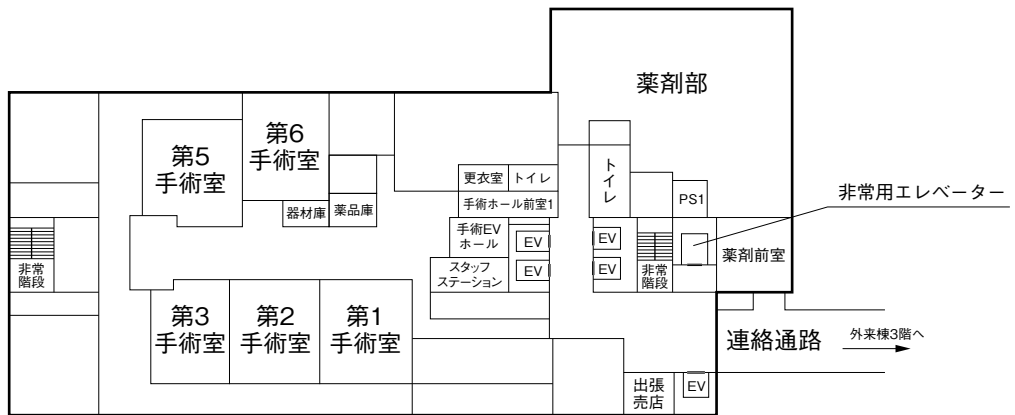 薬剤部
第6
手術室
第5
手術室
トイレ
更衣室
トイレ
PS1
非常用エレベーター
器材庫
薬品庫
手術ホール前室1
手術EV
ホール
EV
EV
薬剤前室
非常
階段
スタッフ
ステーション
EV
EV
非常
階段
第3
手術室
第2
手術室
第1
手術室
連絡通路
外来棟3階へ
出張
売店
EV